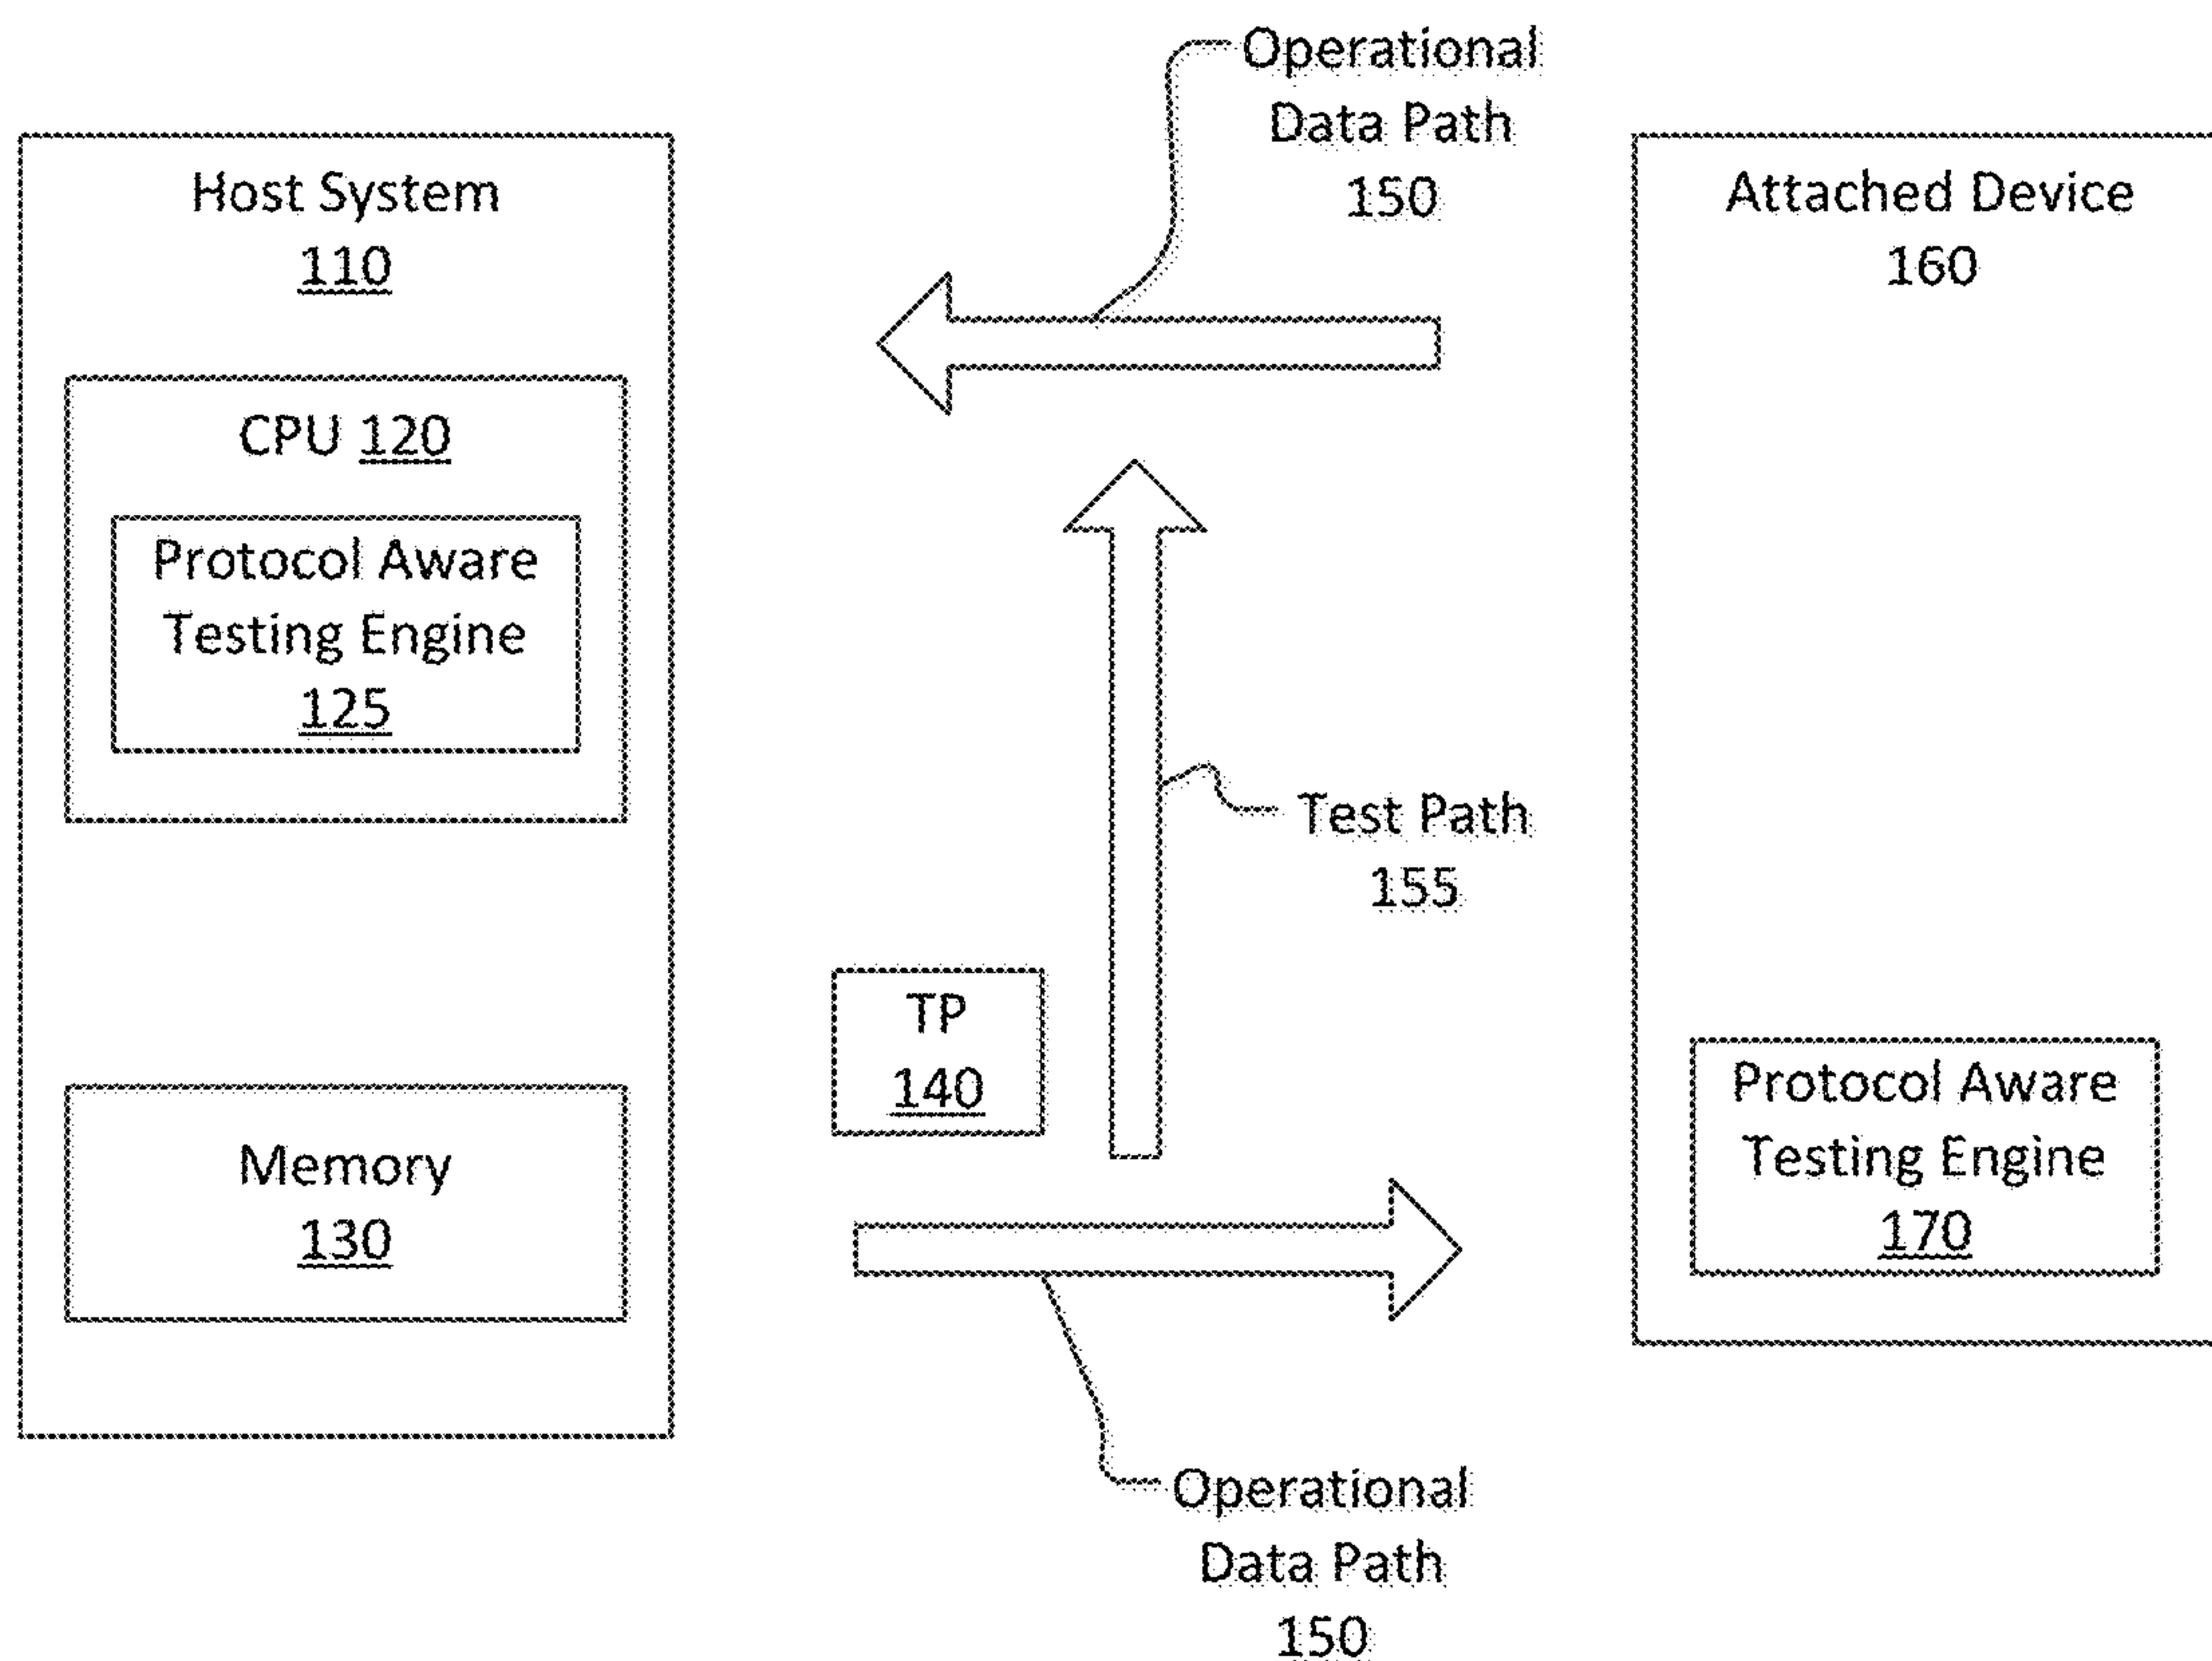 Operational
Data Path
150
Host System
110
CPU 120
Protocol Aware
Testing Engine
125
Memory
130
TP
140
Test Path
155
Operational
Data Path
150
Attached Device
160
Protocol Aware
Testing Engine
170